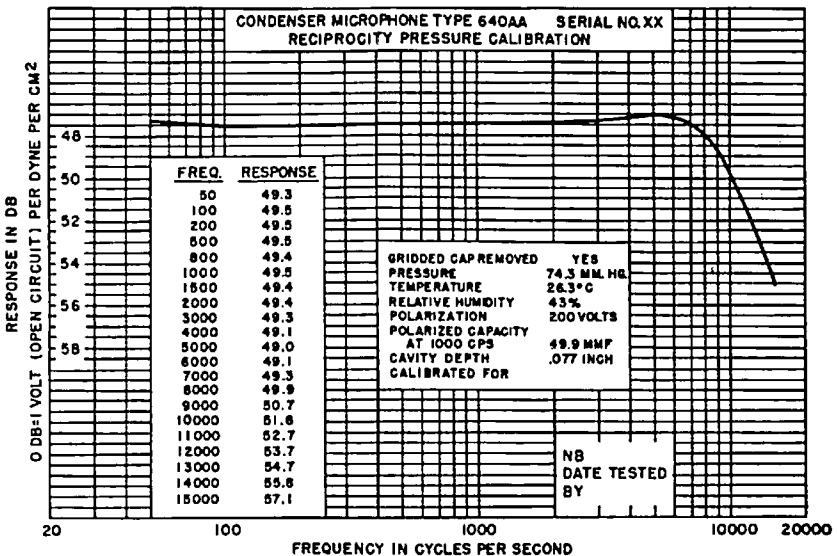 CONDENSER MICROPHONE TYPE 640AA SERIAL NO. XX
RECIPROCITY PRESSURE CALIBRATION
RESPONSE IN DB
0 DB=1 VOLT (OPEN CIRCUIT) PER DYNE PER CM2
48
50
52
54
56
58
FREQ. RESPONSE
50 49.3
100 49.5
200 49.5
500 49.5
800 49.4
1000 49.5
1500 49.4
2000 49.4
3000 49.3
4000 49.1
5000 49.0
6000 49.1
7000 49.3
8000 49.9
9000 50.7
10000 51.6
11000 52.7
12000 53.7
13000 54.7
14000 55.8
15000 57.1
GRIDDED CAP REMOVED YES
PRESSURE 74.3 MM. HG.
TEMPERATURE 26.3°C
RELATIVE HUMIDITY 43%
POLARIZATION 200 VOLTS
POLARIZED CAPACITY
AT 1000 CPS 49.9 MMF
CAVITY DEPTH .077 INCH
CALIBRATED FOR
NB
DATE TESTED
BY
20 100 1000 10000 20000
FREQUENCY IN CYCLES PER SECOND